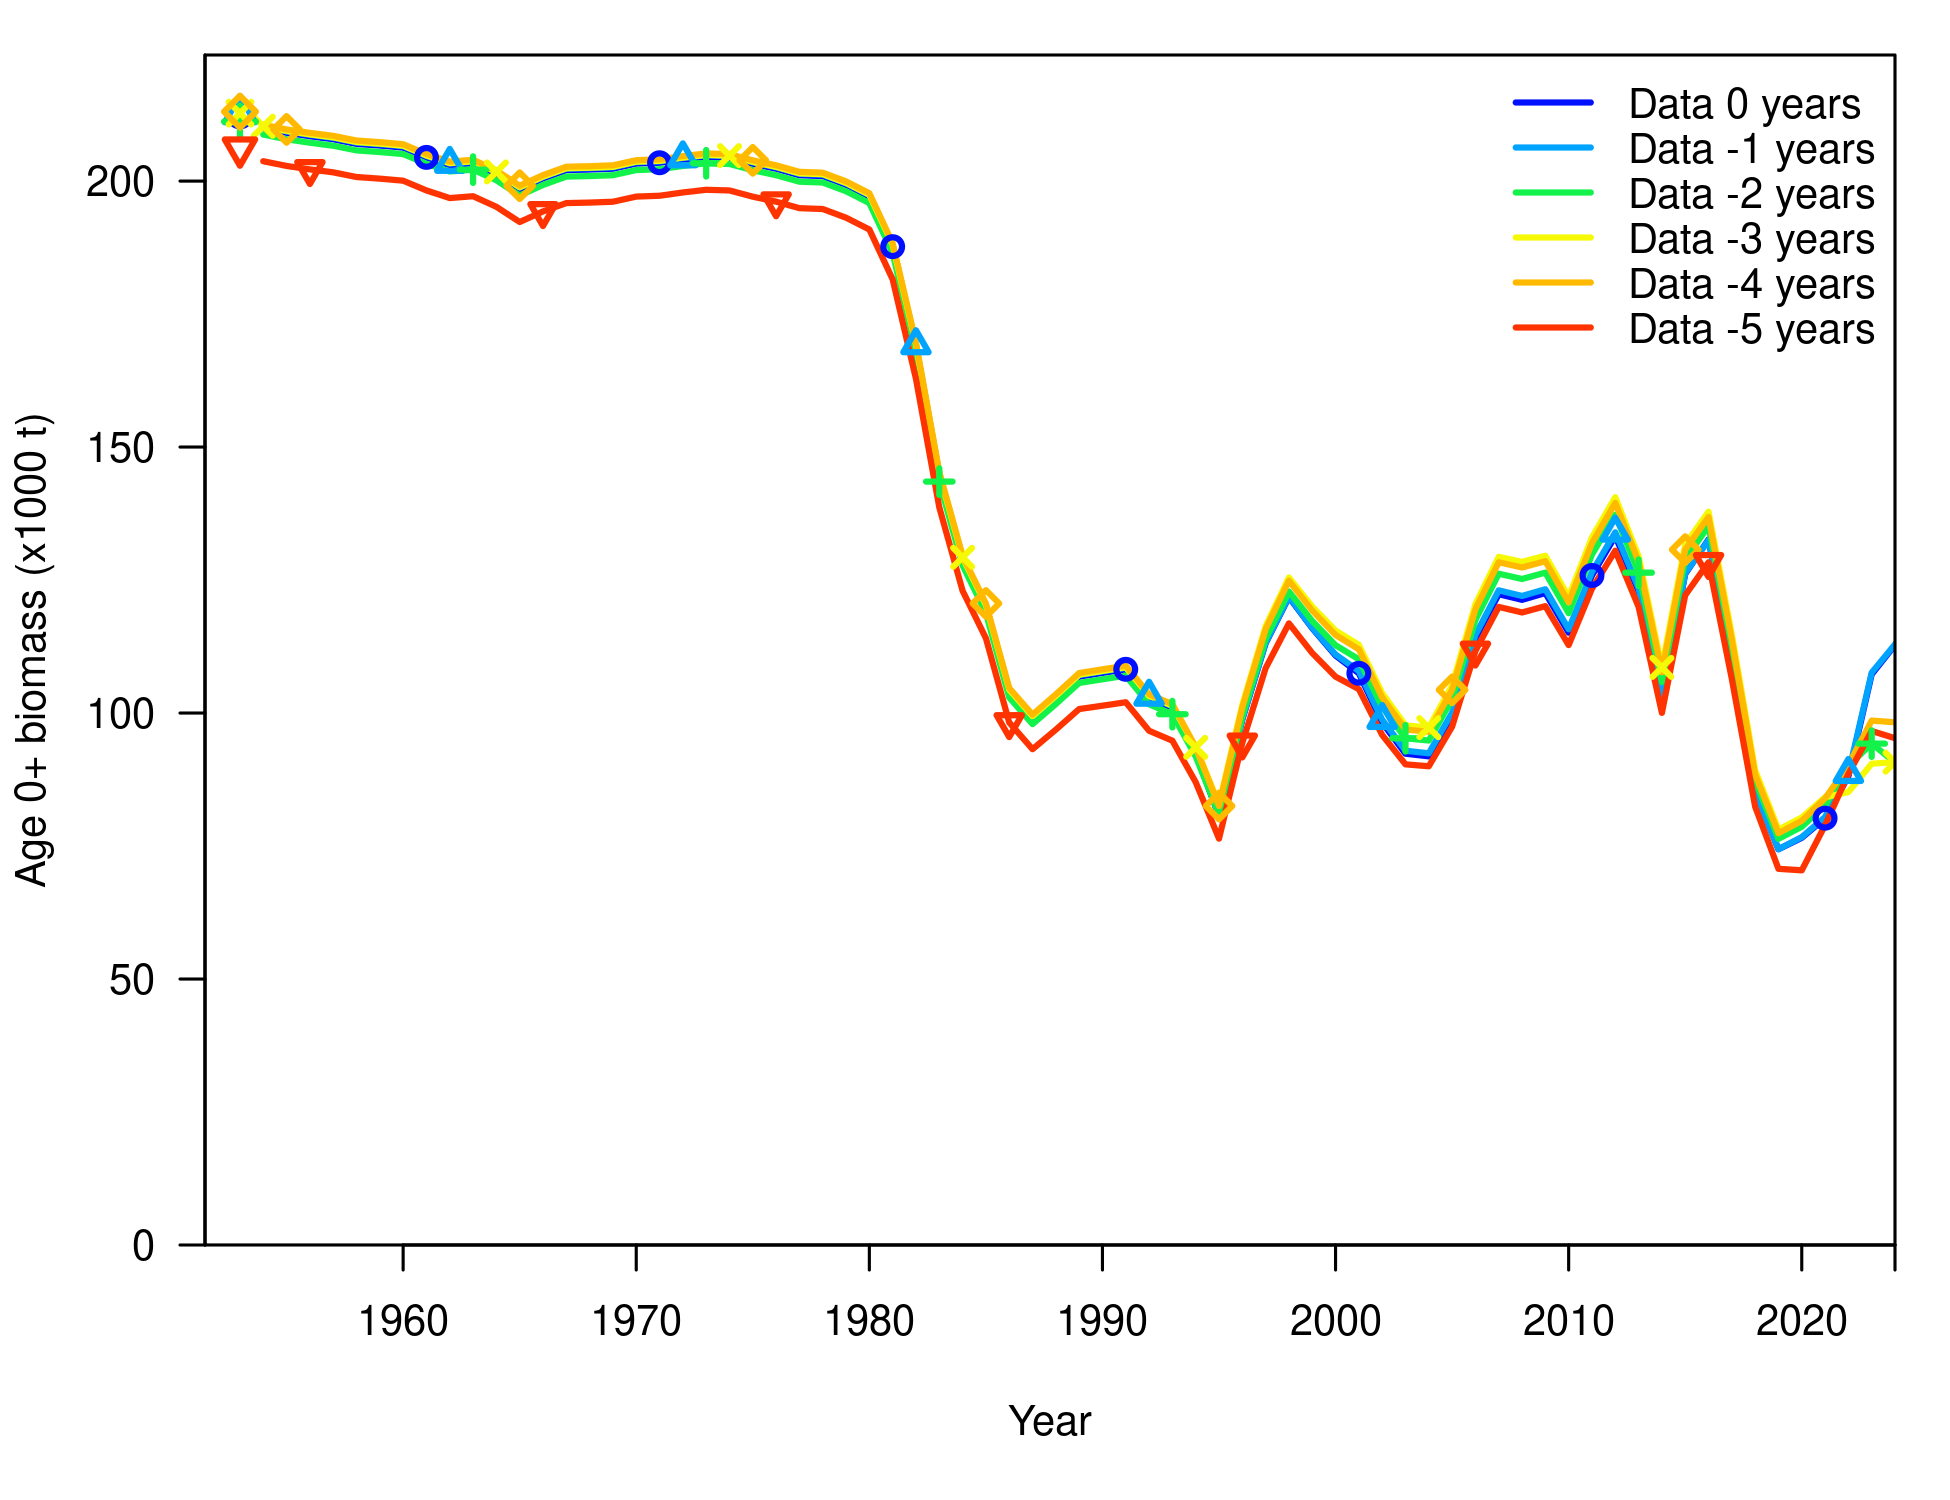 Data 0 years
Data -1 years
Data -2 years
Data -3 years
Data -4 years
Data -5 years
Age 0+ biomass (x1000 t)
200
150
100
50
0
1960 1970 1980 1990 2000 2010 2020
Year